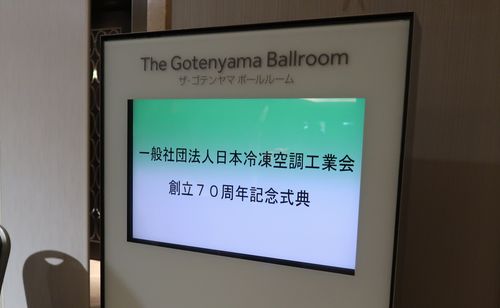 The Gotenyama Ballroom
ザ・ゴテンヤマ ボールルーム
一般社団法人日本冷凍空調工業会
創立７０周年記念式典